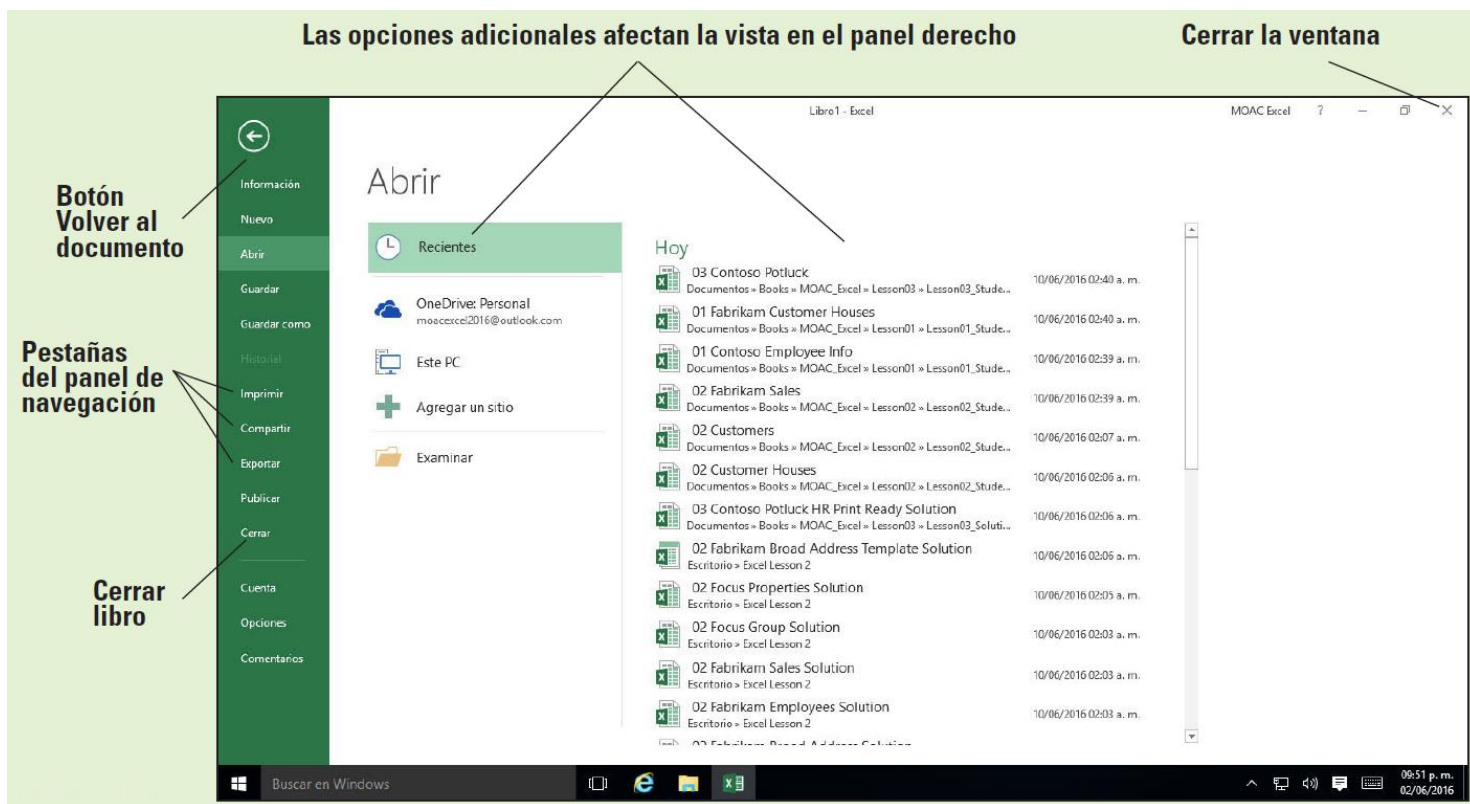 Las opciones adicionales afectan la vista en el panel derecho
Cerrar la ventana
Libro1 - Excel
MOAC Excel ?
Botón
Volver al
documento
Pestañas
del panel de
navegación
Cerrar
libro
Información
Nuevo
Abrir
Guardar
Guardar como
Historial
Imprimir
Compartir
Exportar
Publicar
Cerrar
Cuenta
Opciones
Comentarios
Abrir
Recientes
OneDrive: Personal
moacexcel2016@outlook.com
Este PC
Agregar un sitio
Examinar
Hoy
03 Contoso Potluck
Documentos » Books » MOAC_Excel » Lesson03 » Lesson03_Stude...
10/06/2016 02:40 a. m.
01 Fabrikam Customer Houses
Documentos » Books » MOAC_Excel » Lesson01 » Lesson01_Stude...
10/06/2016 02:40 a. m.
01 Contoso Employee Info
Documentos » Books » MOAC_Excel » Lesson01 » Lesson01_Stude...
10/06/2016 02:39 a. m.
02 Fabrikam Sales
Documentos » Books » MOAC_Excel » Lesson02 » Lesson02_Stude...
10/06/2016 02:39 a. m.
02 Customers
Documentos » Books » MOAC_Excel » Lesson02 » Lesson02_Stude...
10/06/2016 02:07 a. m.
02 Customer Houses
Documentos » Books » MOAC_Excel » Lesson02 » Lesson02_Stude...
10/06/2016 02:06 a. m.
03 Contoso Potluck HR Print Ready Solution
Documentos » Books » MOAC_Excel » Lesson03 » Lesson03_Soluti...
10/06/2016 02:06 a. m.
02 Fabrikam Broad Address Template Solution
Escritorio » Excel Lesson 2
10/06/2016 02:06 a. m.
02 Focus Properties Solution
Escritorio » Excel Lesson 2
10/06/2016 02:05 a. m.
02 Focus Group Solution
Escritorio » Excel Lesson 2
10/06/2016 02:03 a. m.
02 Fabrikam Sales Solution
Escritorio » Excel Lesson 2
10/06/2016 02:03 a. m.
02 Fabrikam Employees Solution
Escritorio » Excel Lesson 2
10/06/2016 02:03 a. m.
02 Fabrikam Broad Address Solution
Buscar en Windows
09:51 p. m.
02/06/2016